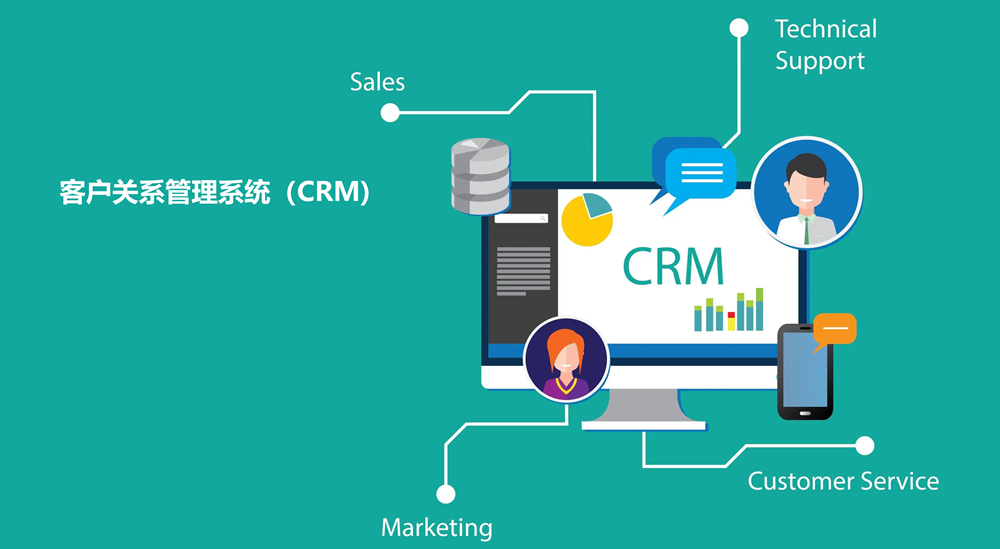 Technical
Support
Sales
客户关系管理系统（CRM）
CRM
Customer Service
Marketing